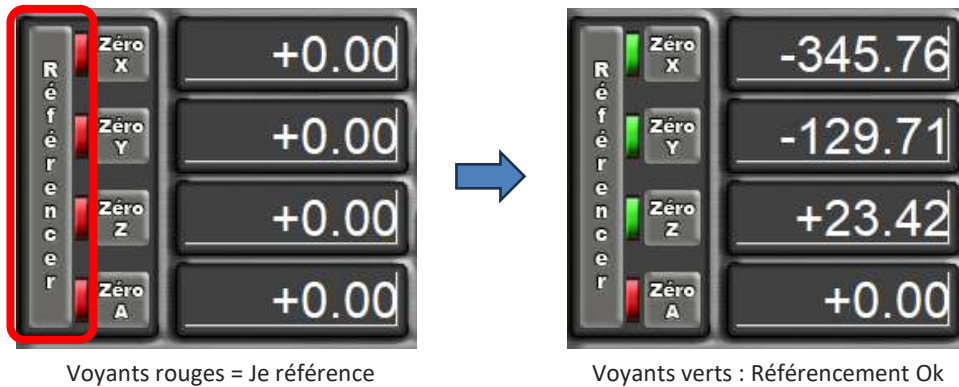 Référencer
Zéro X
+0.00
Zéro Y
+0.00
Zéro Z
+0.00
Zéro A
+0.00
Voyants rouges = Je référence
Référencer
Zéro X
-345.76
Zéro Y
-129.71
Zéro Z
+23.42
Zéro A
+0.00
Voyants verts : Référencement Ok